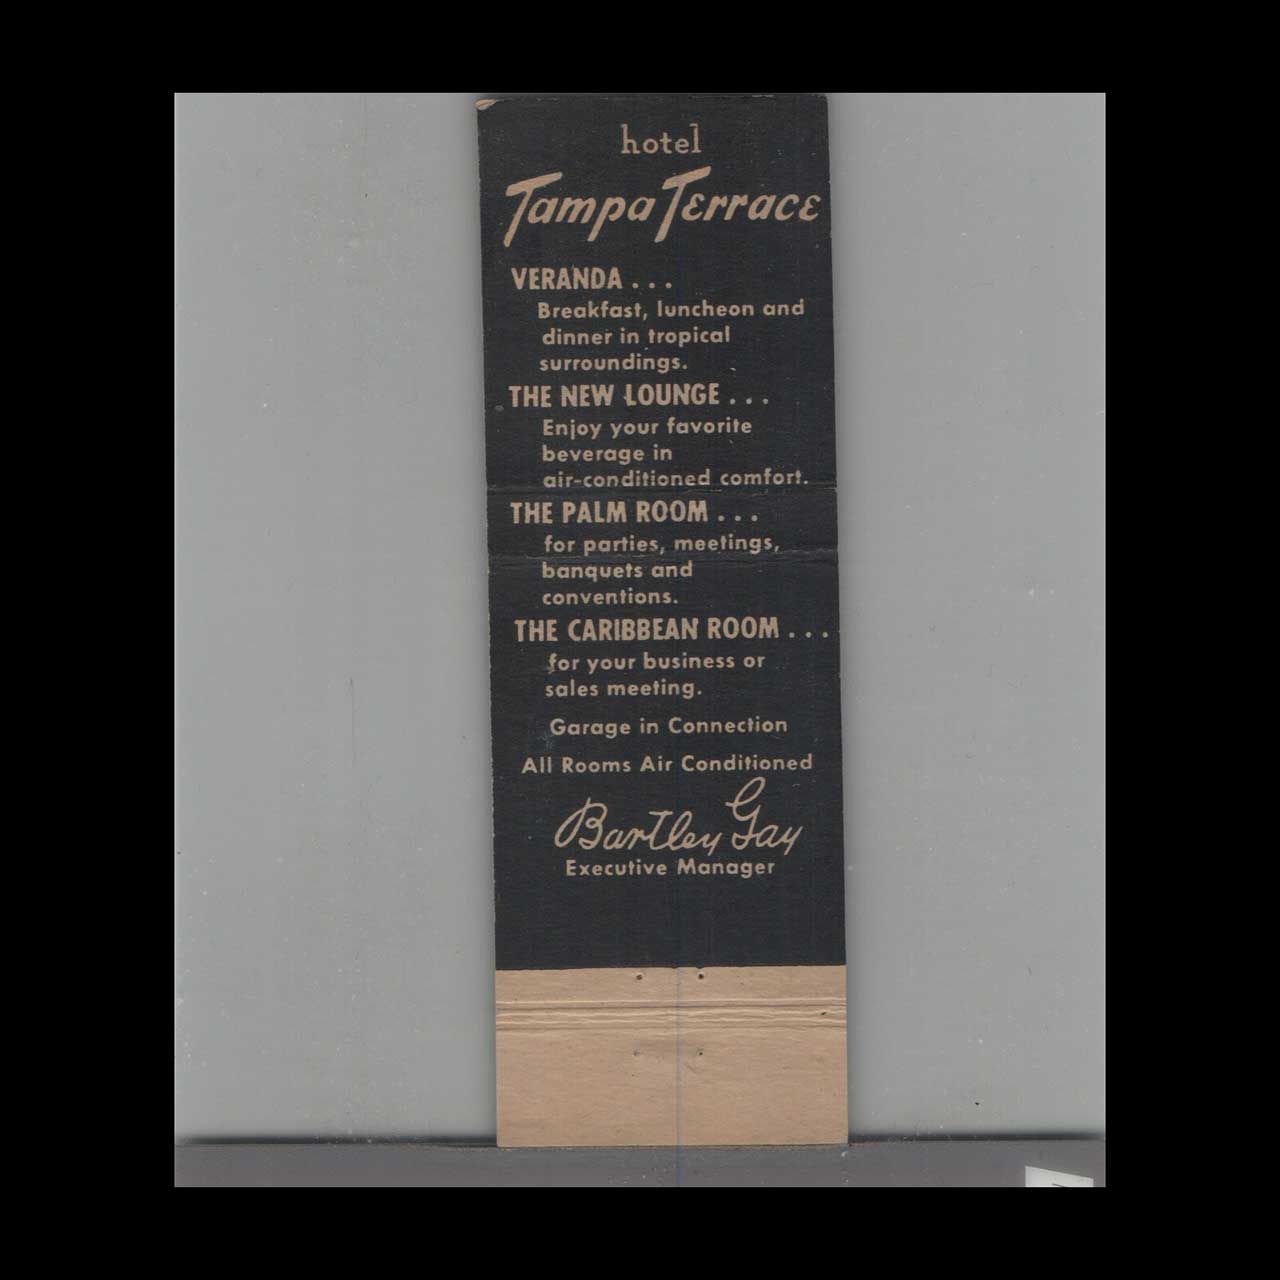 hotel
Tampa Terrace
VERANDA . . .
Breakfast, luncheon and
dinner in tropical
surroundings.
THE NEW LOUNGE . . .
Enjoy your favorite
beverage in
air-conditioned comfort.
THE PALM ROOM . . .
for parties, meetings,
banquets and
conventions.
THE CARIBBEAN ROOM . . .
for your business or
sales meeting.
Garage in Connection
All Rooms Air Conditioned
Bartley Gay
Executive Manager